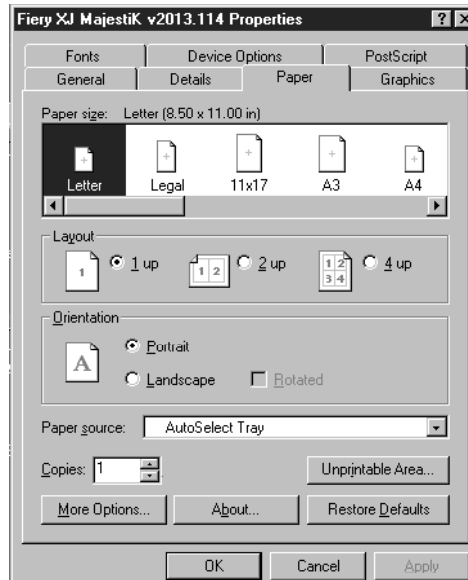 Fiery XJ MajestiK v2013.114 Properties
Fonts Device Options PostScript
General Details Paper Graphics
Paper size: Letter (8.50 x 11.00 in)
Letter Legal 11x17 A3 A4
Layout
1 1 up 1 2 2 up 1 2 3 4 4 up
Orientation
A Portrait
Landscape Rotated
Paper source: AutoSelect Tray
Copies: 1 Unprintable Area...
More Options... About... Restore Defaults
OK Cancel Apply